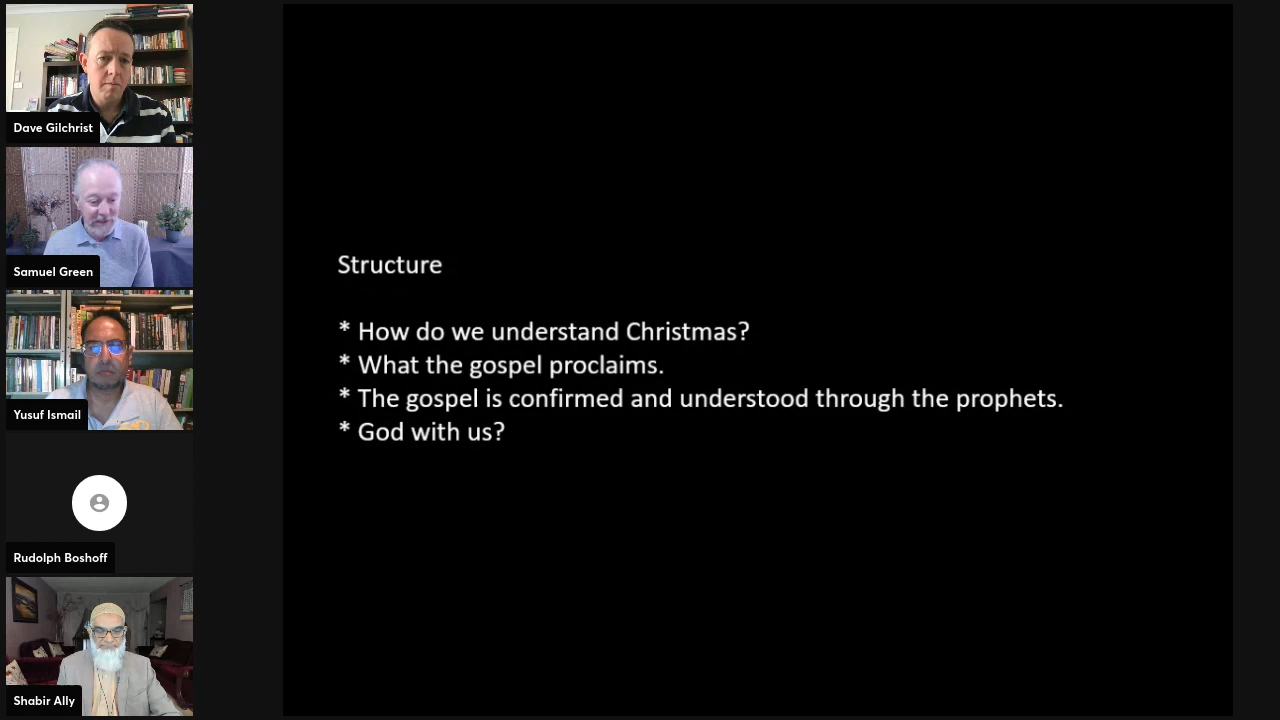 Dave Gilchrist
Samuel Green
Yusuf Ismail
Rudolph Boshoff
Shabir Ally
Structure
* How do we understand Christmas?
* What the gospel proclaims.
* The gospel is confirmed and understood through the prophets.
* God with us?